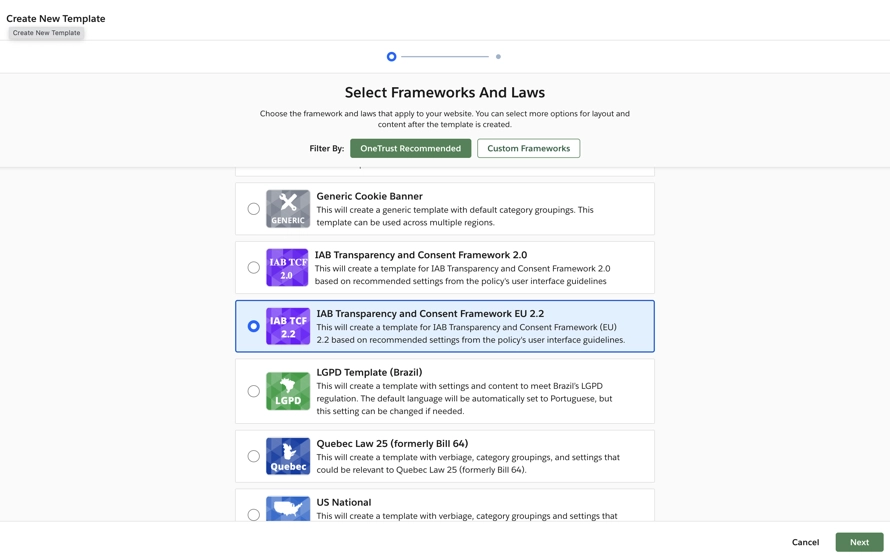 Create New Template
Create New Template
Select Frameworks And Laws
Choose the framework and laws that apply to your website. You can select more options for layout and
content after the template is created.
Filter By:
OneTrust Recommended
Custom Frameworks
GENERIC
Generic Cookie Banner
This will create a generic template with default category groupings. This
template can be used across multiple regions.
IAB TCF
2.0
IAB Transparency and Consent Framework 2.0
This will create a template for IAB Transparency and Consent Framework 2.0
based on recommended settings from the policy's user interface guidelines
IAB TCF
2.2
IAB Transparency and Consent Framework EU 2.2
This will create a template for IAB Transparency and Consent Framework (EU)
2.2 based on recommended settings from the policy's user interface guidelines.
LGPD
LGPD Template (Brazil)
This will create a template with settings and content to meet Brazil's LGPD
regulation. The default language will be automatically set to Portuguese, but
this setting can be changed if needed.
Quebec
Quebec Law 25 (formerly Bill 64)
This will create a template with verbiage, category groupings, and settings that
could be relevant to Quebec Law 25 (formerly Bill 64).
US National
This will create a template with verbiage, category groupings and settings that
Cancel
Next